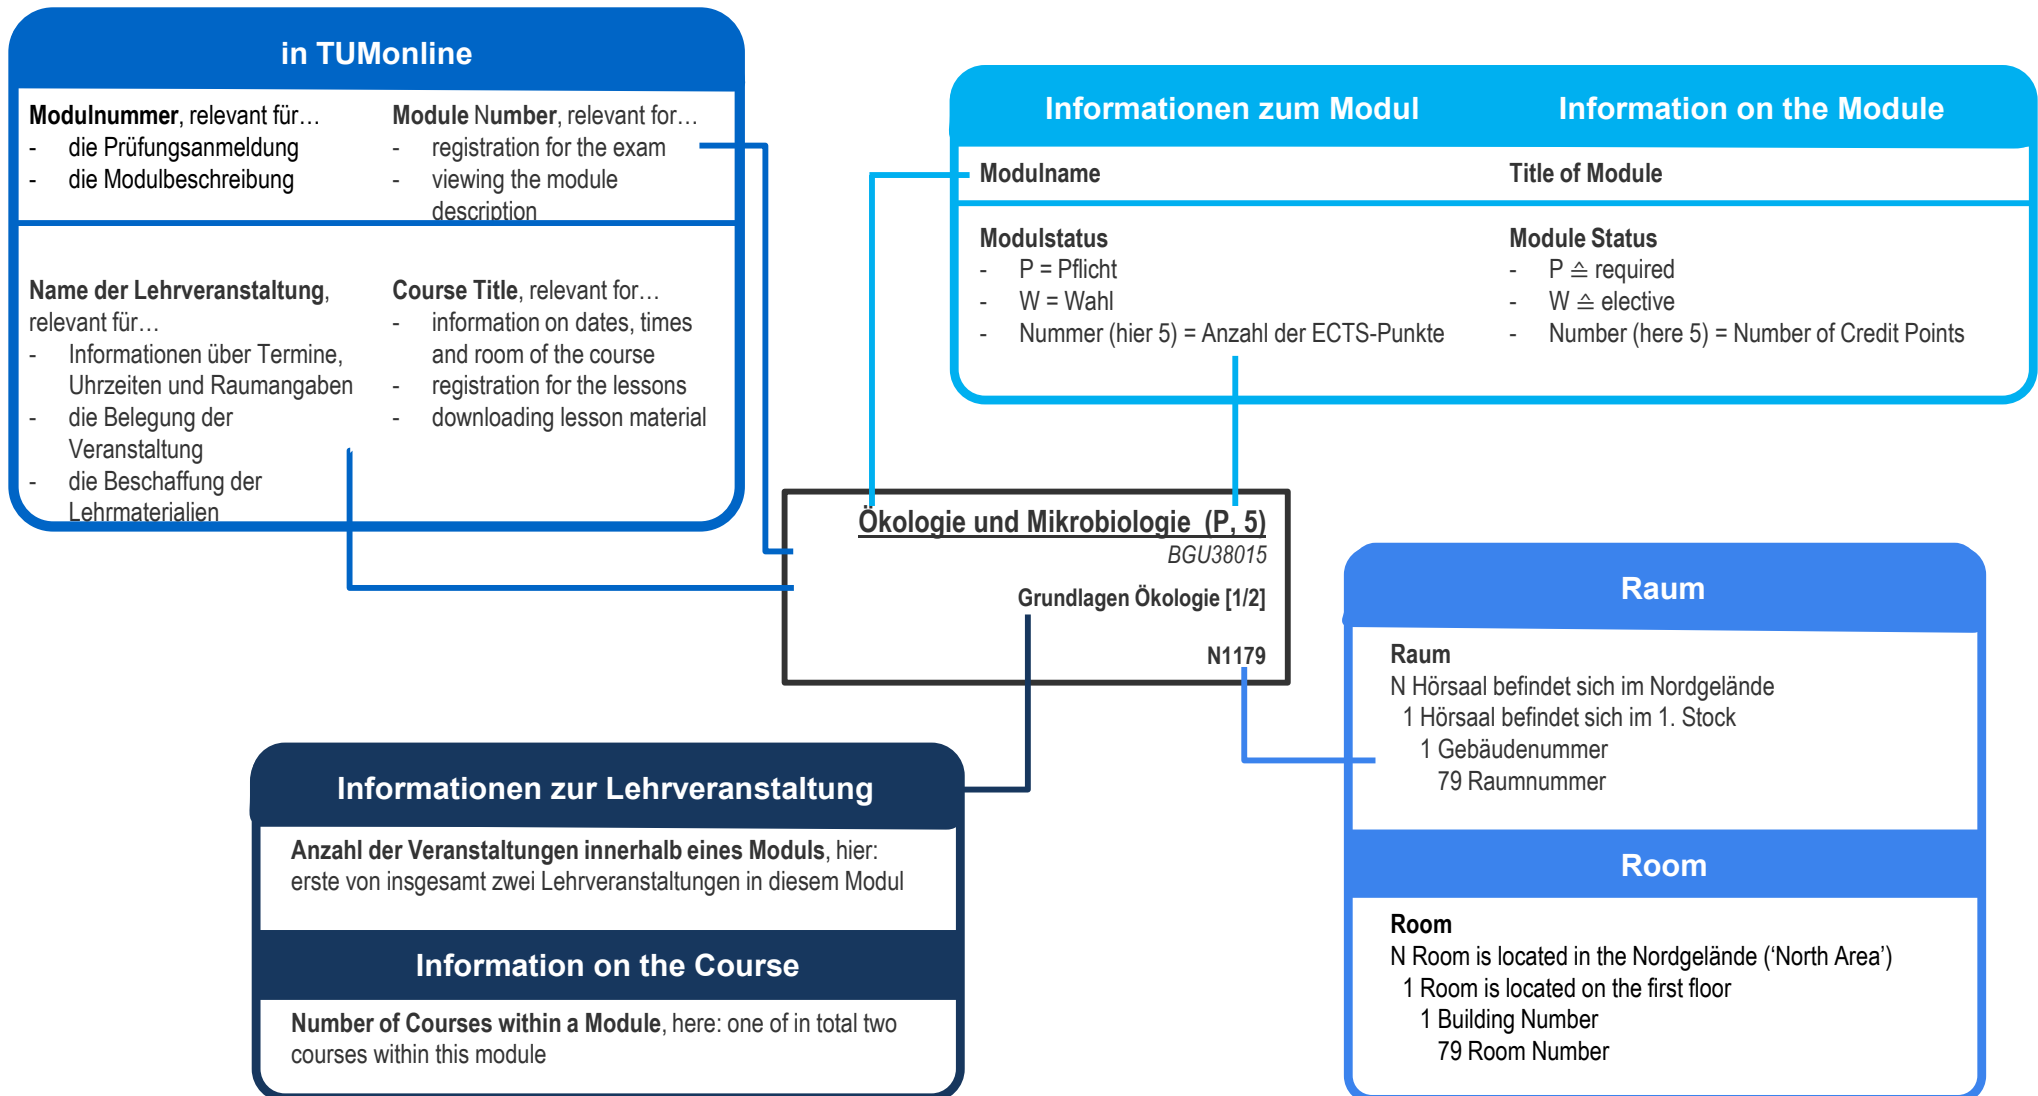 in TUMonline
Modulnummer, relevant für…
- die Prüfungsanmeldung
- die Modulbeschreibung
Module Number, relevant for…
- registration for the exam
- viewing the module
description
Name der Lehrveranstaltung,
relevant für…
- Informationen über Termine,
Uhrzeiten und Raumangaben
- die Belegung der
Veranstaltung
- die Beschaffung der
Lehrmaterialien
Course Title, relevant for…
- information on dates, times
and room of the course
- registration for the lessons
- downloading lesson material
Informationen zum Modul
Information on the Module
Modulname
Title of Module
Modulstatus
- P = Pflicht
- W = Wahl
- Nummer (hier 5) = Anzahl der ECTS-Punkte
Module Status
- P ≙ required
- W ≙ elective
- Number (here 5) = Number of Credit Points
Ökologie und Mikrobiologie (P, 5)
BGU38015
Grundlagen Ökologie [1/2]
N1179
Informationen zur Lehrveranstaltung
Anzahl der Veranstaltungen innerhalb eines Moduls, hier:
erste von insgesamt zwei Lehrveranstaltungen in diesem Modul
Information on the Course
Number of Courses within a Module, here: one of in total two
courses within this module
Raum
Raum
N Hörsaal befindet sich im Nordgelände
1 Hörsaal befindet sich im 1. Stock
1 Gebäudenummer
79 Raumnummer
Room
Room
N Room is located in the Nordgelände (‘North Area’)
1 Room is located on the first floor
1 Building Number
79 Room Number